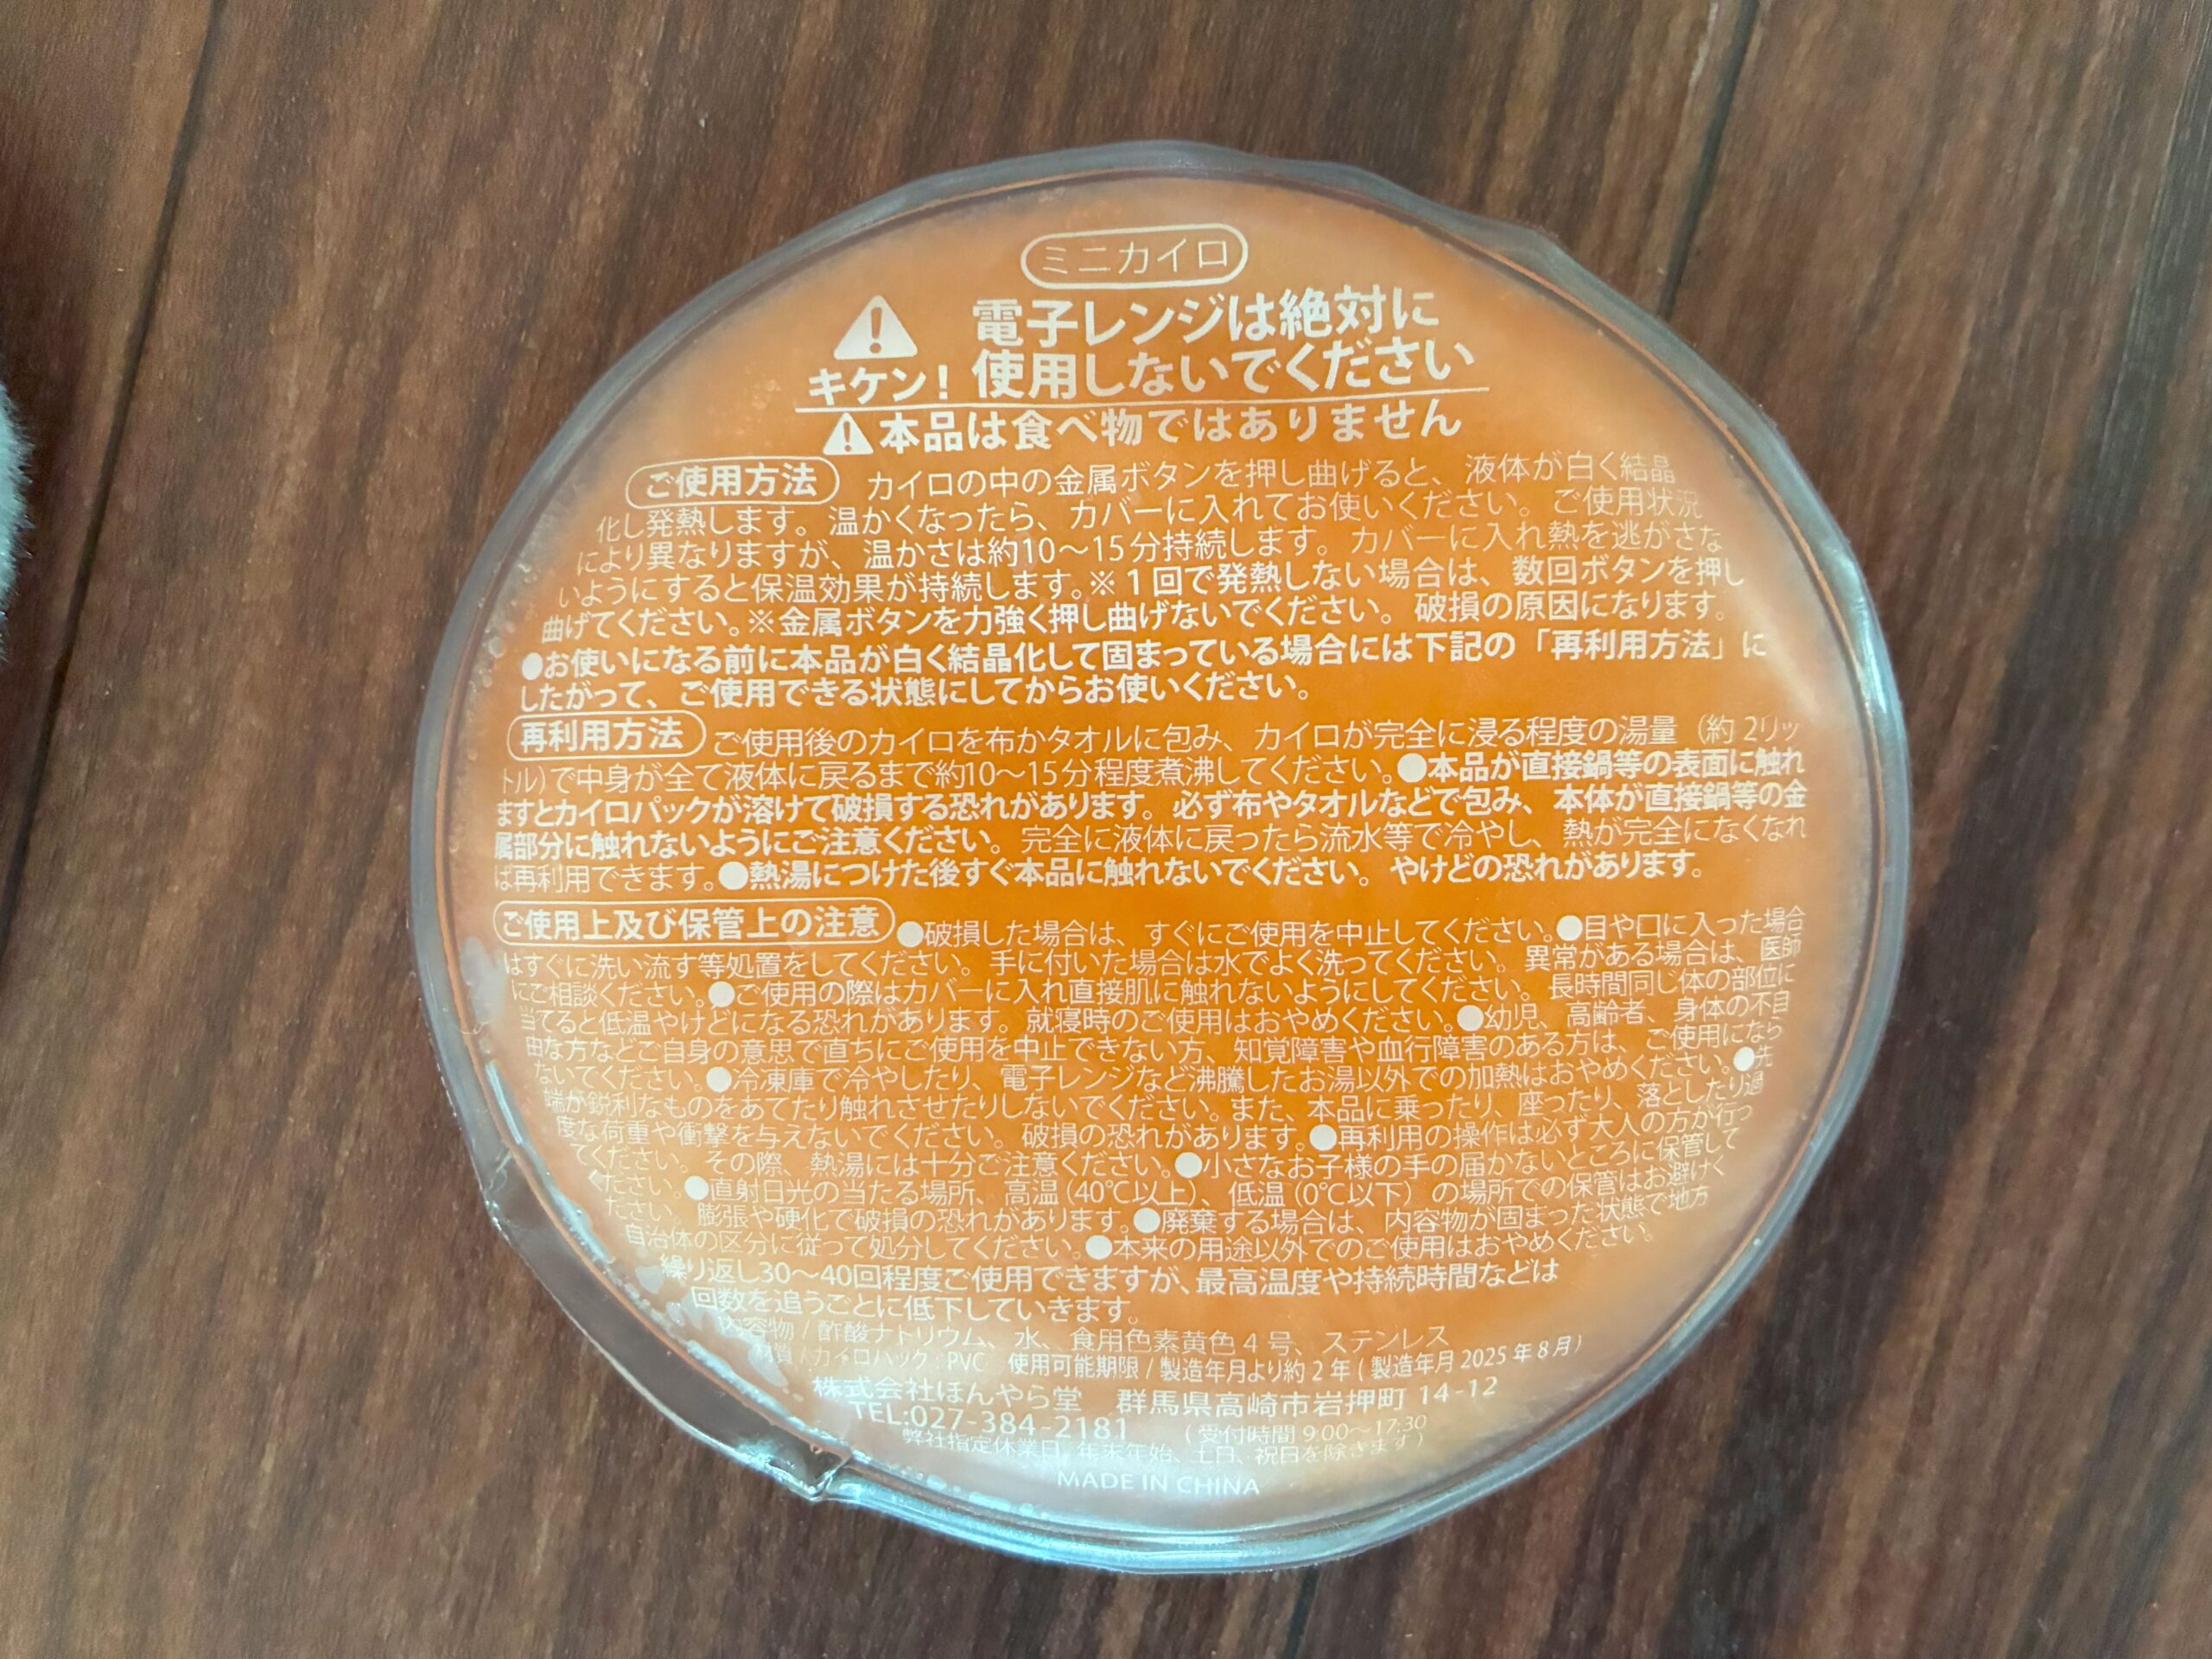 ミニカイロ
キケン! 電子レンジは絶対に
使用しないでください
本品は食べ物ではありません
ご使用方法 カイロの中の金属ボタンを押し曲げると、液体が白く結晶
化し発熱します。温かくなったら、カバーに入れてお使いください。ご使用状況
により異なりますが、温かさは約10～15分持続します。カバーに入れ熱を逃がさな
いようにすると保温効果が持続します。※1回で発熱しない場合は、数回ボタンを押し
曲げてください。※金属ボタンを力強く押し曲げないでください。破損の原因になります。
●お使いになる前に本品が白く結晶化して固まっている場合には下記の「再利用方法」に
したがって、ご使用できる状態にしてからお使いください。
再利用方法 ご使用後のカイロを布かタオルに包み、カイロが完全に浸る程度の湯量（約 2リッ
トル）で中身が全て液体に戻るまで約10～15分程度煮沸してください。●本品が直接鍋等の表面に触れ
ますとカイロパックが溶けて破損する恐れがあります。必ず布やタオルなどで包み、本体が直接鍋等の金
属部分に触れないようにご注意ください。完全に液体に戻ったら流水等で冷やし、熱が完全になくなれ
ば再利用できます。●熱湯につけた後すぐ本品に触れないでください。やけどの恐れがあります。
ご使用上及び保管上の注意 ●破損した場合は、すぐにご使用を中止してください。●目や口に入った場合
はすぐに洗い流す等処置をしてください。手に付いた場合は水でよく洗ってください。異常がある場合は、医師
にご相談ください。●ご使用の際はカバーに入れ直接肌に触れないようにしてください。長時間同じ体の部位に
当てると低温やけどになる恐れがあります。就寝時のご使用はおやめください。●幼児、高齢者、身体の不自
由な方などご自身の意思で直ちにご使用を中止できない方、知覚障害や血行障害のある方は、ご使用になら
ないでください。●冷凍庫で冷やしたり、電子レンジなど沸騰したお湯以外での加熱はおやめください。●先
端が鋭利なものをあてたり触れさせたりしないでください。また、本品に乗ったり、座ったり、落としたり過
度な荷重や衝撃を与えないでください。破損の恐れがあります。●再利用の操作は必ず大人の方が行っ
てください。その際、熱湯には十分ご注意ください。●小さなお子様の手の届かないところに保管して
ください。●直射日光の当たる場所、高温（40℃以上）、低温（0℃以下）の場所での保管はお避けく
ださい。膨張や硬化で破損の恐れがあります。●廃棄する場合は、内容物が固まった状態で地方
自治体の区分に従って処分してください。●本来の用途以外でのご使用はおやめください。
繰り返し30～40回程度ご使用できますが、最高温度や持続時間などは
回数を追うごとに低下していきます。
内容物 / 酢酸ナトリウム、水、食用色素黄色4号、ステンレス
材質 / カイロパック：PVC 使用可能期限 / 製造年月より約2年（製造年月 2025年8月）
株式会社ほんやら堂 群馬県高崎市岩押町 14-12
TEL:027-384-2181 （受付時間 9:00～17:30
弊社指定休業日、年末年始、土日、祝日を除きます）
MADE IN CHINA